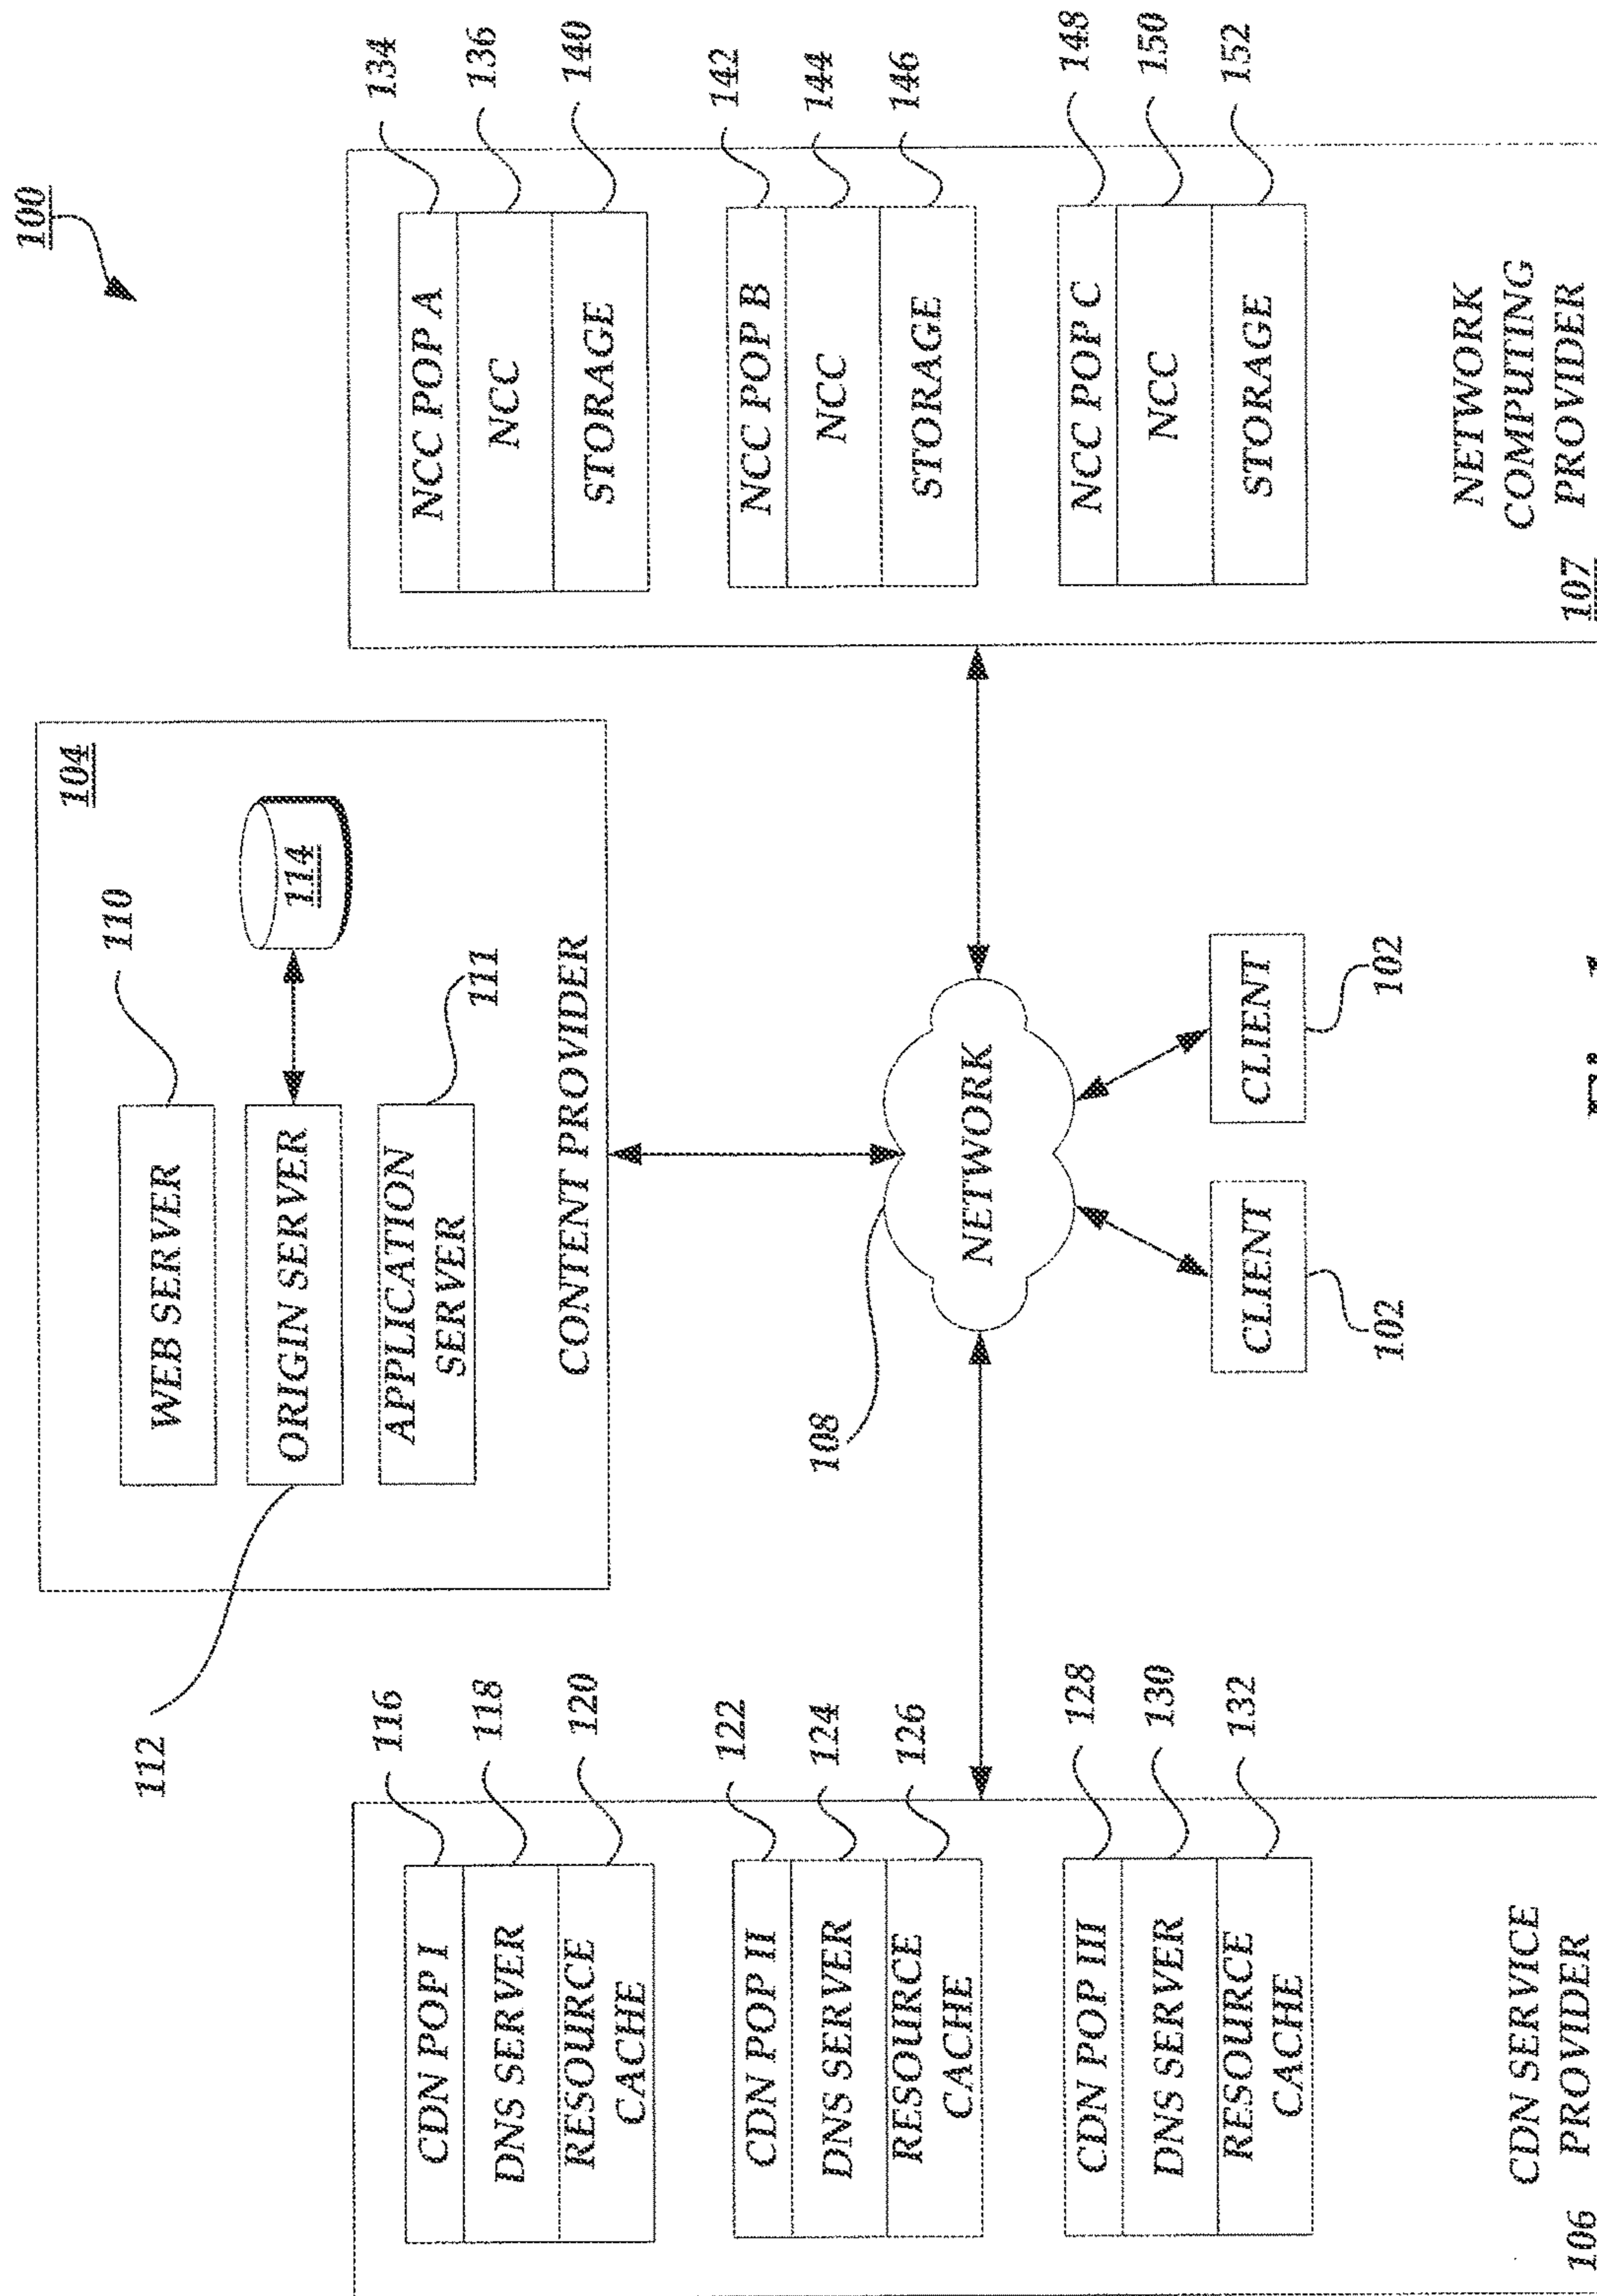 100
104
110
WEB SERVER
ORIGIN SERVER
114
112
APPLICATION
SERVER
111
CONTENT PROVIDER
116
CDN POP I
118
DNS SERVER
120
RESOURCE
CACHE
122
CDN POP II
124
DNS SERVER
126
RESOURCE
CACHE
128
CDN POP III
130
DNS SERVER
132
RESOURCE
CACHE
CDN SERVICE
PROVIDER
106
108
NETWORK
CLIENT
102
CLIENT
102
134
NCC POP A
136
NCC
140
STORAGE
142
NCC POP B
144
NCC
146
STORAGE
148
NCC POP C
150
NCC
152
STORAGE
NETWORK
COMPUTING
PROVIDER
107